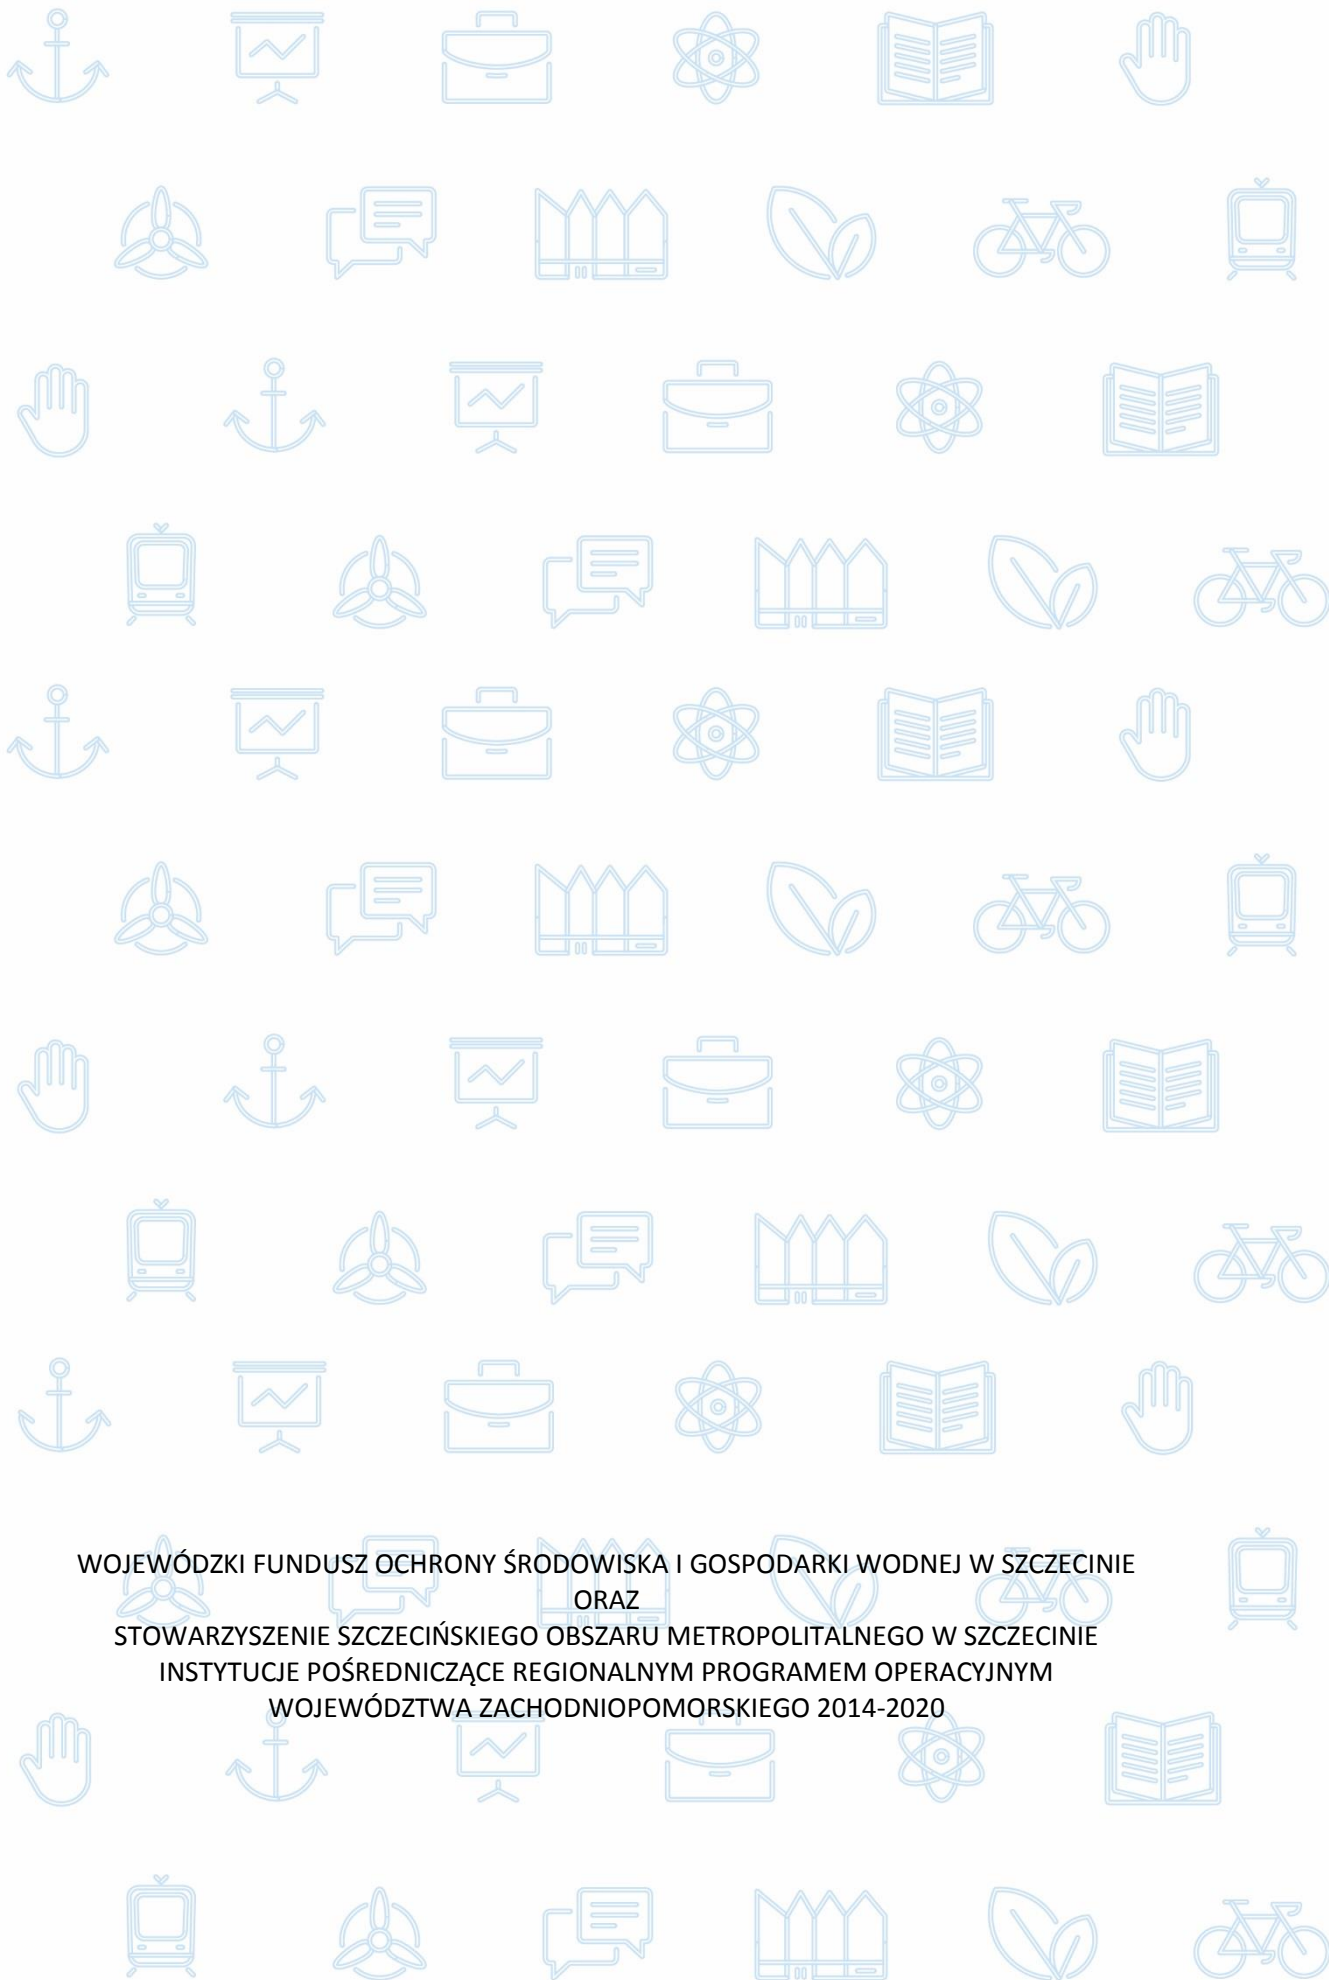 WOJEWÓDZKI FUNDUSZ OCHRONY ŚRODOWISKA I GOSPODARKI WODNEJ W SZCZECINIE
ORAZ
STOWARZYSZENIE SZCZECIŃSKIEGO OBSZARU METROPOLITALNEGO W SZCZECINIE
INSTYTUCJE POŚREDNICZĄCE REGIONALNYM PROGRAMEM OPERACYJNYM
WOJEWÓDZTWA ZACHODNIOPOMORSKIEGO 2014-2020